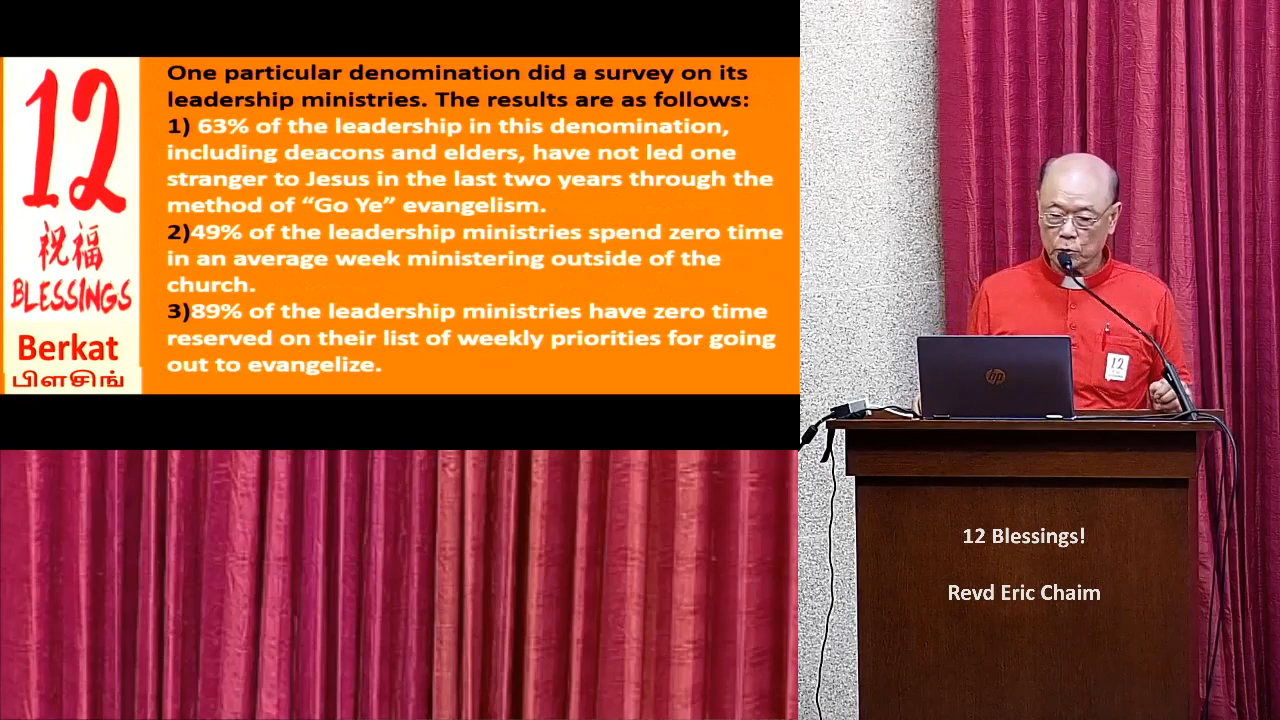 12
祝福
BLESSINGS
Berkat
பிளசிங்
One particular denomination did a survey on its
leadership ministries. The results are as follows:
1) 63% of the leadership in this denomination,
including deacons and elders, have not led one
stranger to Jesus in the last two years through the
method of “Go Ye” evangelism.
2)49% of the leadership ministries spend zero time
in an average week ministering outside of the
church.
3)89% of the leadership ministries have zero time
reserved on their list of weekly priorities for going
out to evangelize.
hp
12
12 Blessings!
Revd Eric Chaim